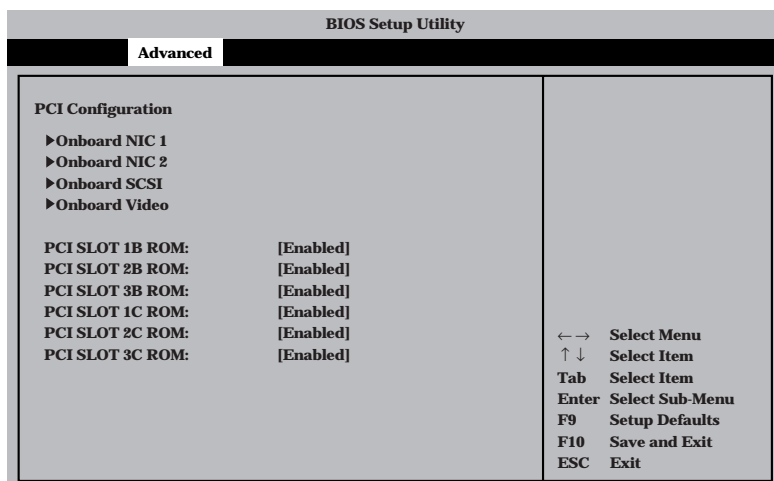 BIOS Setup Utility
Advanced
PCI Configuration
▶Onboard NIC 1
▶Onboard NIC 2
▶Onboard SCSI
▶Onboard Video
PCI SLOT 1B ROM: [Enabled]
PCI SLOT 2B ROM: [Enabled]
PCI SLOT 3B ROM: [Enabled]
PCI SLOT 1C ROM: [Enabled]
PCI SLOT 2C ROM: [Enabled]
PCI SLOT 3C ROM: [Enabled]
←→ Select Menu
↑↓ Select Item
Tab Select Item
Enter Select Sub-Menu
F9 Setup Defaults
F10 Save and Exit
ESC Exit